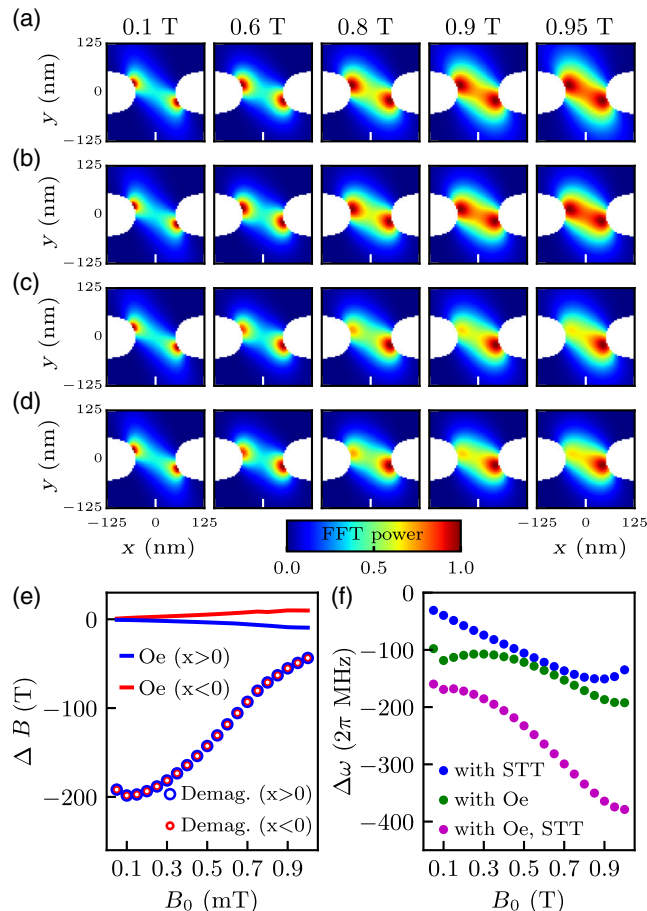 (a)
0.1 T
0.6 T
0.8 T
0.9 T
0.95 T
125
0
−125
y (nm)
(b)
125
0
−125
y (nm)
(c)
125
0
−125
y (nm)
(d)
125
0
−125
y (nm)
−125 0 125
x (nm)
−125 0 125
x (nm)
FFT power
0.0 0.5 1.0
(e)
0
−100
−200
Δ B (T)
Oe (x>0)
Oe (x<0)
Demag. (x>0)
Demag. (x<0)
0.1 0.3 0.5 0.7 0.9
B₀ (mT)
(f)
0
−100
−200
−300
−400
Δω (2π MHz)
with STT
with Oe
with Oe, STT
0.1 0.3 0.5 0.7 0.9
B₀ (T)